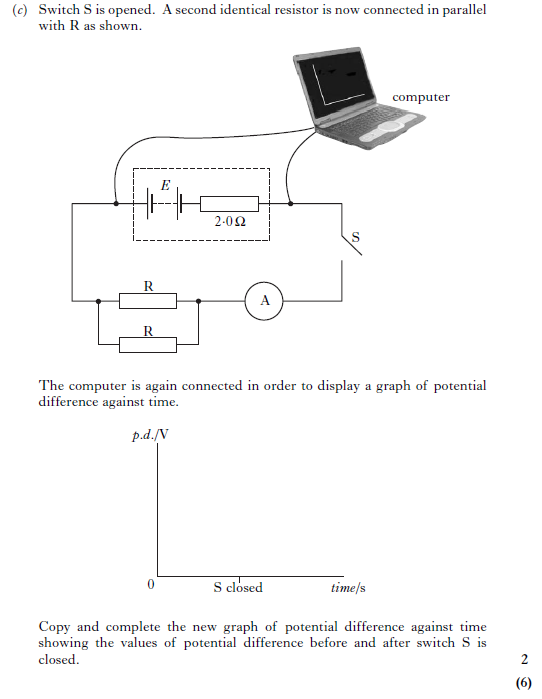 (c) Switch S is opened. A second identical resistor is now connected in parallel
with R as shown.
computer
E
2·0 Ω
S
R
A
R
The computer is again connected in order to display a graph of potential
difference against time.
p.d./V
0
S closed
time/s
Copy and complete the new graph of potential difference against time
showing the values of potential difference before and after switch S is
closed.
2
(6)